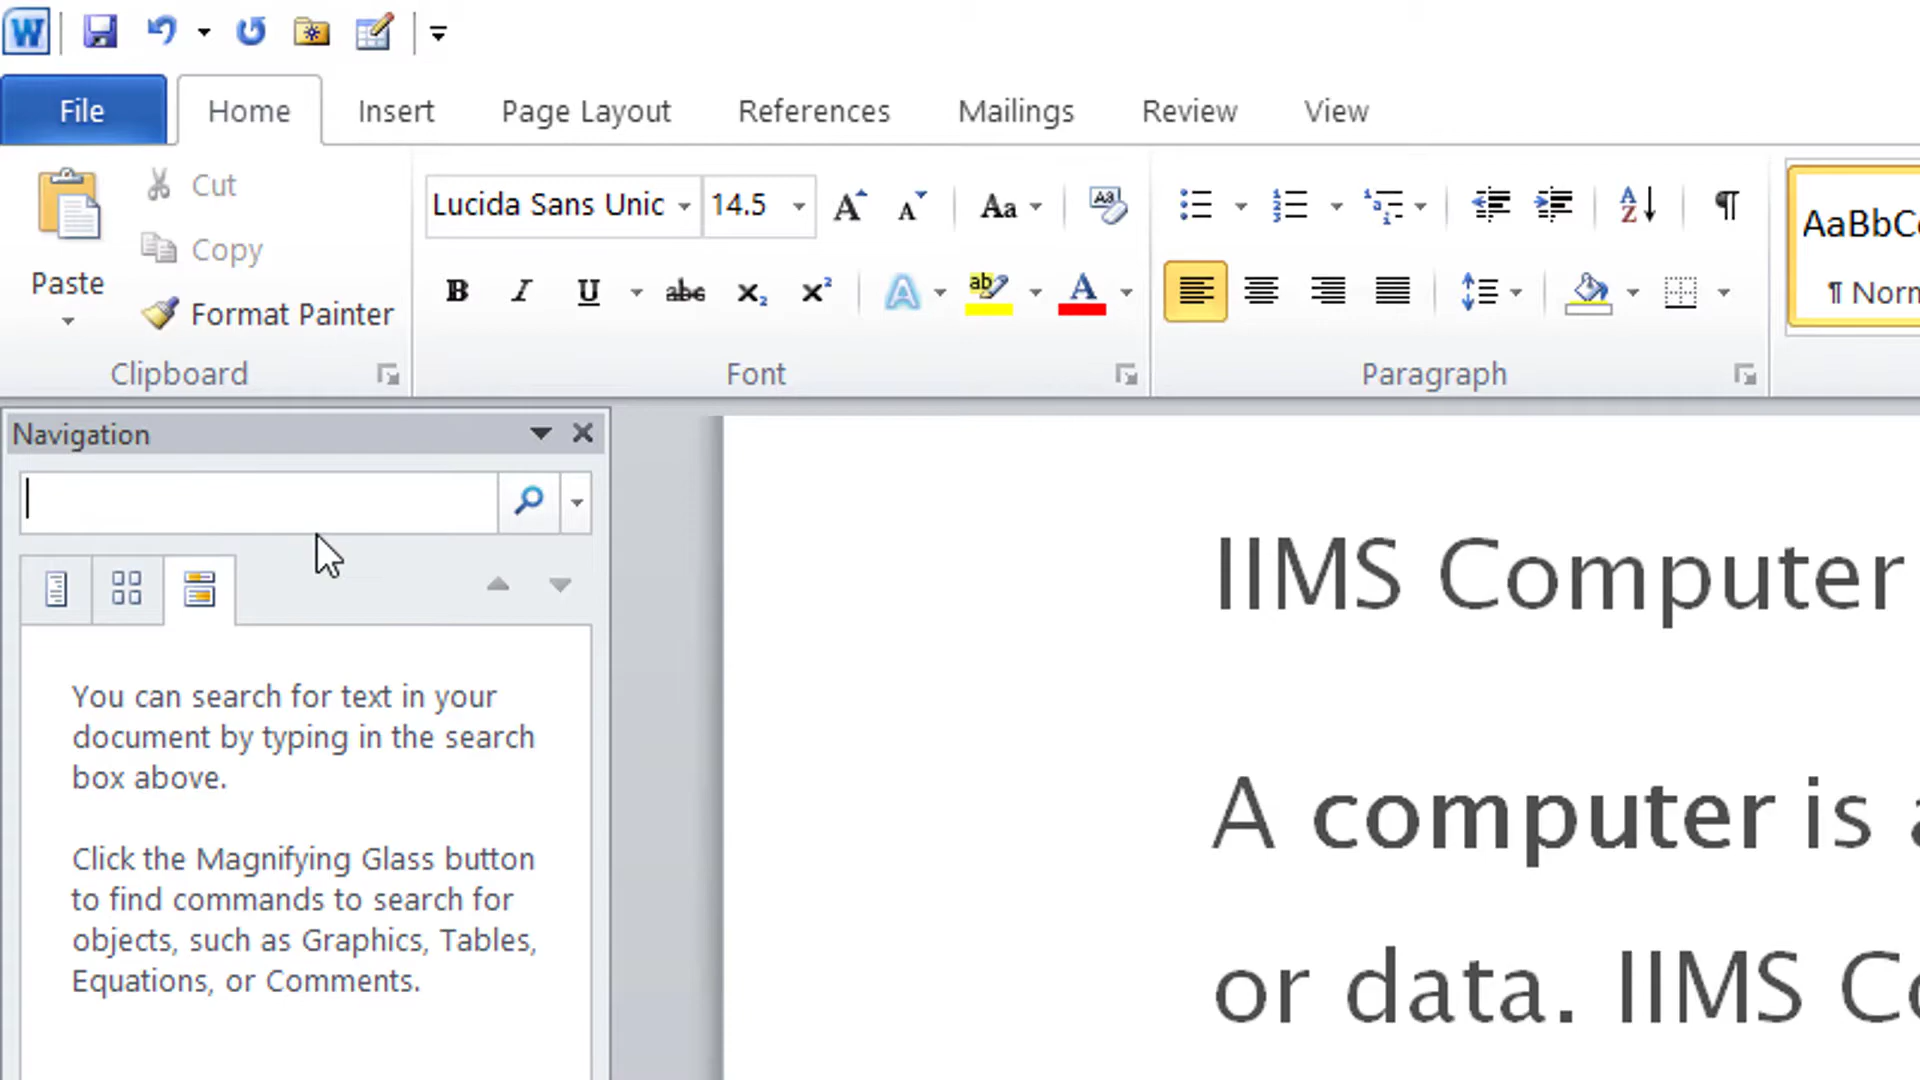 File Home Insert Page Layout References Mailings Review View
Cut
Copy
Paste
Format Painter
Clipboard
Lucida Sans Unic 14.5
Font
Paragraph
AaBbC
¶ Norm
Navigation
You can search for text in your
document by typing in the search
box above.
Click the Magnifying Glass button
to find commands to search for
objects, such as Graphics, Tables,
Equations, or Comments.
IIMS Computer
A computer is
or data. IIMS Co